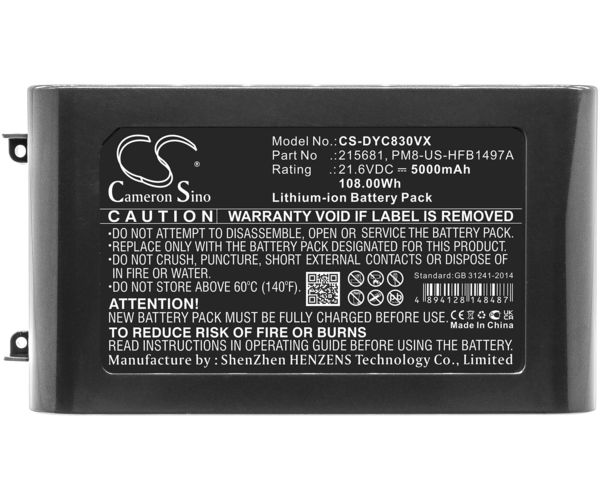 CS
Cameron Sino
Model No.:CS-DYC830VX
Part No :215681, PM8-US-HFB1497A
Rating :21.6V⎓ 5000mAh
108.00Wh
Lithium-ion Battery Pack
CAUTION WARRANTY VOID IF LABEL IS REMOVED
•DO NOT ATTEMPT TO DISASSEMBLE, OPEN OR SERVICE BATTERY PACK.
•REPLACE ONLY WITH THE BATTERY PACK DESIGNATED FOR THIS PRODUCT.
•DO NOT CRUSH, PUNCTURE, SHORT EXTERNAL CONTACTS OR DISPOSE OF
IN FIRE OR WATER.
•DO NOT STORE ABOVE 60℃ (140℉).
Standard:GB 31241-2014
4 894128 148487
ATTENTION!
NEW BATTERY PACK MUST BE FULLY CHARGED BEFORE USE.
TO REDUCE RISK OF FIRE OR BURNS
READ INSTRUCTIONS IN OPERATING GUIDE BEFORE USING BATTERY.
CE
UK CA
Made In China
Manufacture by : ShenZhen HENZENS Technology Co., Limited